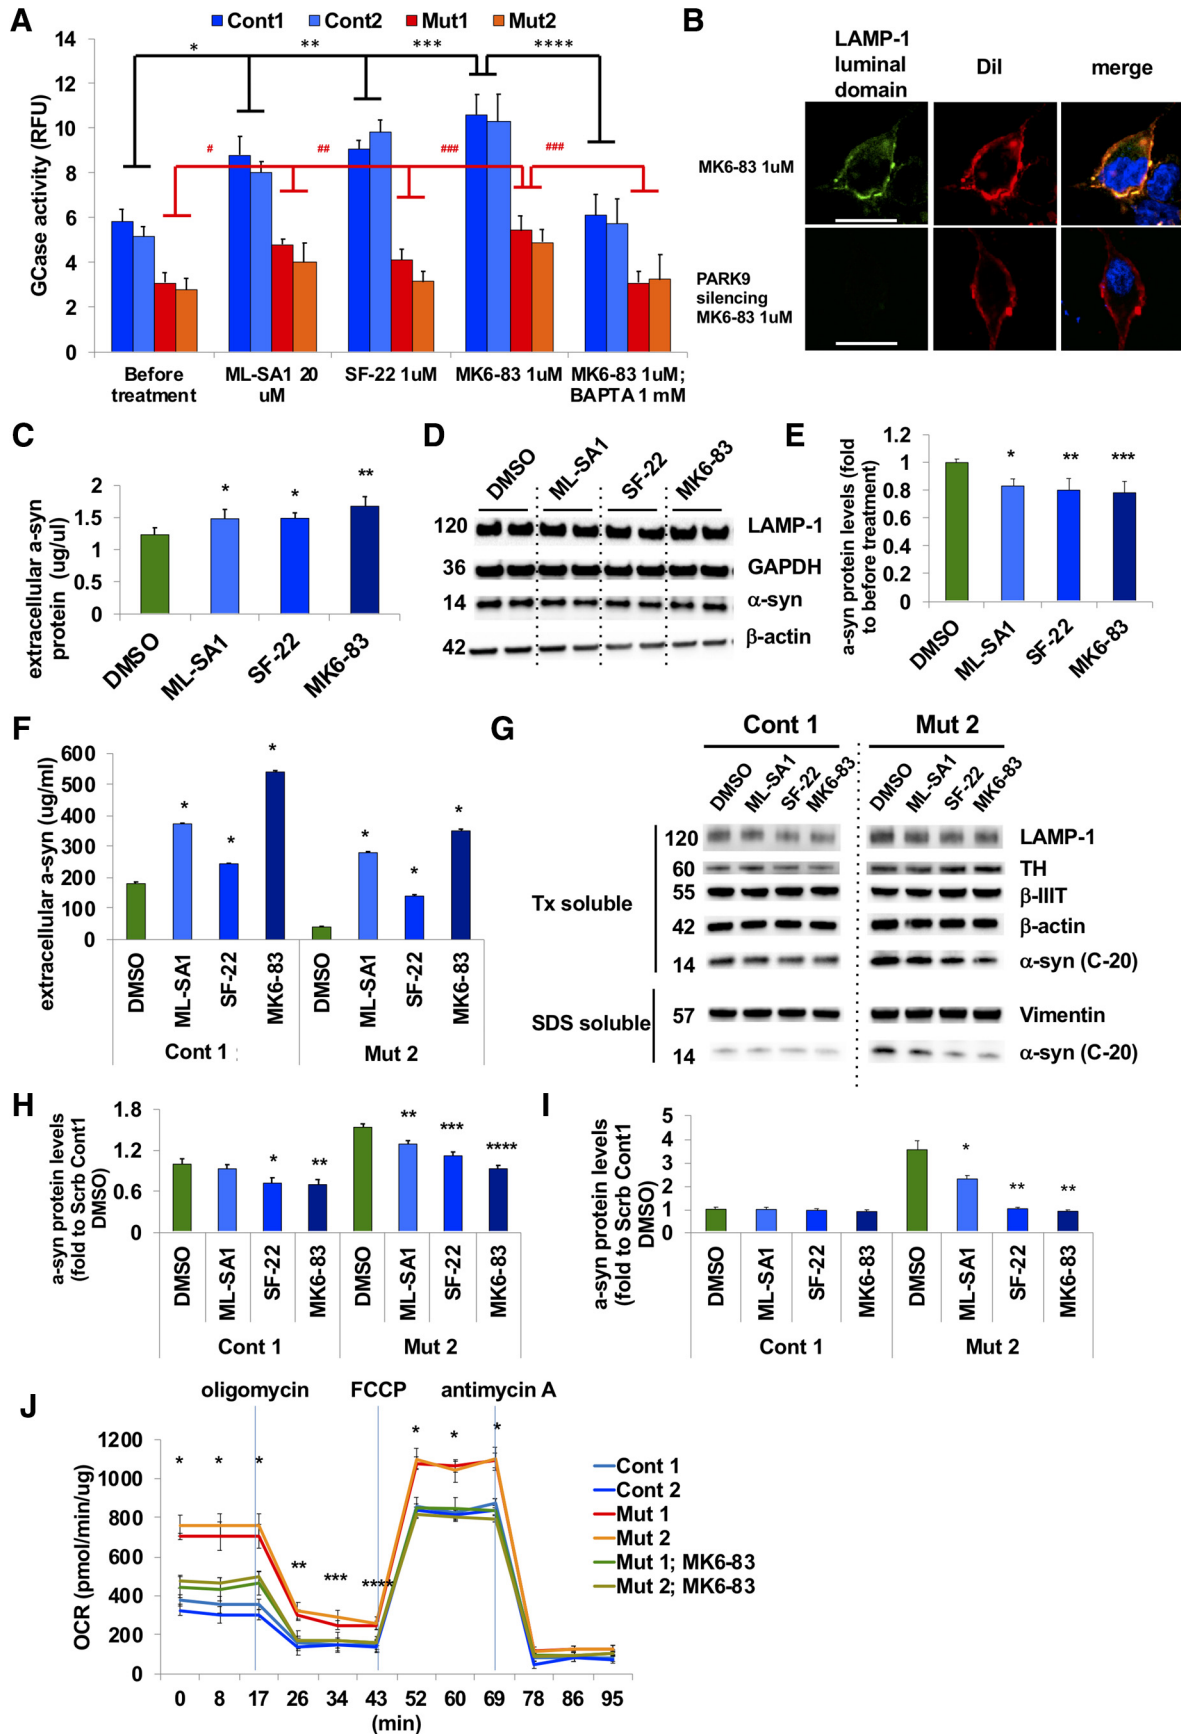 A
Cont1 Cont2 Mut1 Mut2
GCase activity (RFU)
14
12
10
8
6
4
2
0
* ** *** ****
# ## ### ###
Before treatment
ML-SA1 20 uM
SF-22 1uM
MK6-83 1uM
MK6-83 1uM; BAPTA 1 mM
B
LAMP-1 luminal domain
DiI
merge
MK6-83 1uM
PARK9 silencing MK6-83 1uM
C
extracellular a-syn protein (ug/ul)
2
1.5
1
0.5
0
* * **
DMSO
ML-SA1
SF-22
MK6-83
D
DMSO ML-SA1 SF-22 MK6-83
120 LAMP-1
36 GAPDH
14 α-syn
42 β-actin
E
a-syn protein levels (fold to before treatment)
1.2
1
0.8
0.6
0.4
0.2
0
* ** ***
DMSO
ML-SA1
SF-22
MK6-83
F
extracellular a-syn (ug/ml)
600
500
400
300
200
100
0
* * * * * *
DMSO ML-SA1 SF-22 MK6-83 DMSO ML-SA1 SF-22 MK6-83
Cont 1 Mut 2
G
Cont 1 Mut 2
DMSO ML-SA1 SF-22 MK6-83 DMSO ML-SA1 SF-22 MK6-83
Tx soluble
120 LAMP-1
60 TH
55 β-IIIT
42 β-actin
14 α-syn (C-20)
SDS soluble
57 Vimentin
14 α-syn (C-20)
H
a-syn protein levels (fold to Scrb Cont1 DMSO)
1.8
1.2
0.6
0
* ** ** *** ****
DMSO ML-SA1 SF-22 MK6-83 DMSO ML-SA1 SF-22 MK6-83
Cont 1 Mut 2
I
a-syn protein levels (fold to Scrb Cont1 DMSO)
5
4
3
2
1
0
* ** **
DMSO ML-SA1 SF-22 MK6-83 DMSO ML-SA1 SF-22 MK6-83
Cont 1 Mut 2
J
oligomycin FCCP antimycin A
OCR (pmol/min/ug)
1200
1000
800
600
400
200
0
* * * ** *** **** * * *
0 8 17 26 34 43 52 60 69 78 86 95
(min)
Cont 1
Cont 2
Mut 1
Mut 2
Mut 1; MK6-83
Mut 2; MK6-83